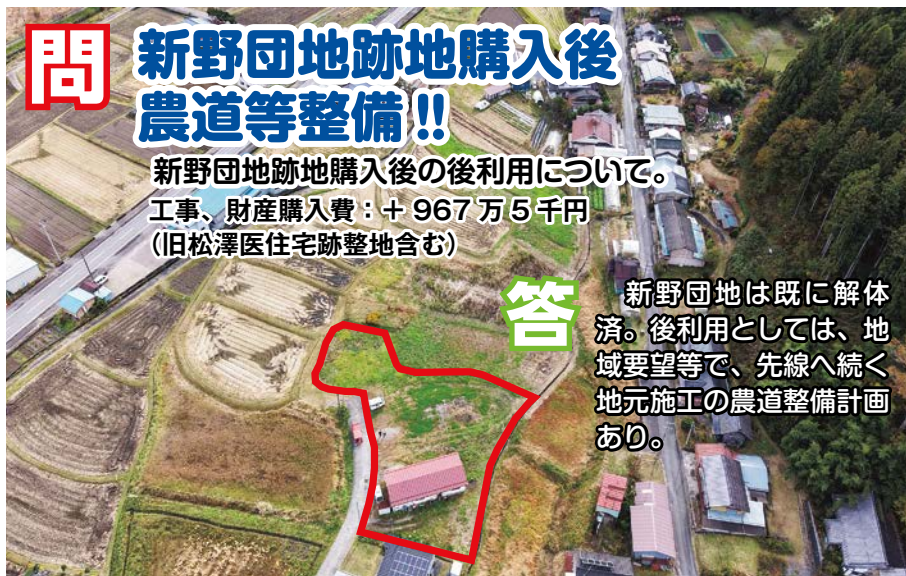 問
新野団地跡地購入後
農道等整備!!
新野団地跡地購入後の後利用について。
工事、財産購入費：＋967万5千円
（旧松澤医住宅跡整地含む）
答
新野団地は既に解体
済。後利用としては、地
域要望等で、先線へ続く
地元施工の農道整備計画
あり。